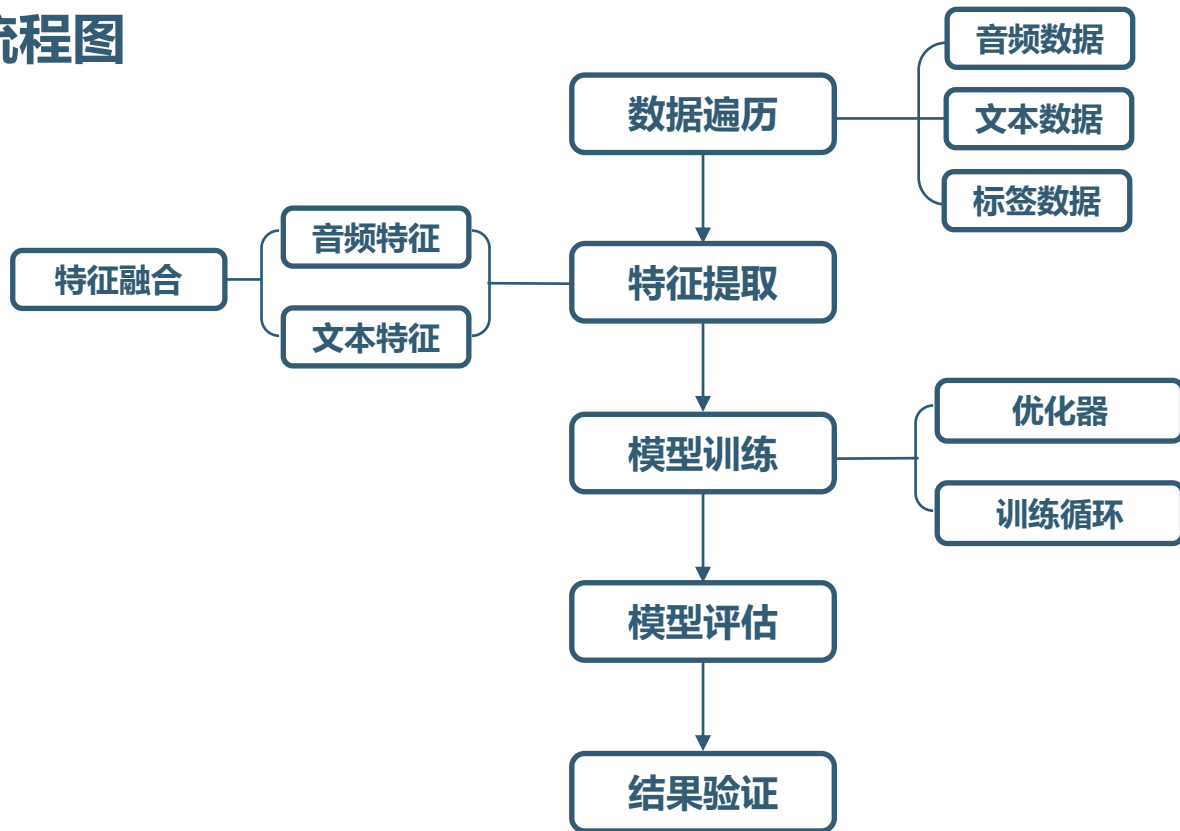 流程图
音频数据
数据遍历
文本数据
标签数据
音频特征
特征融合
特征提取
文本特征
优化器
模型训练
训练循环
模型评估
结果验证